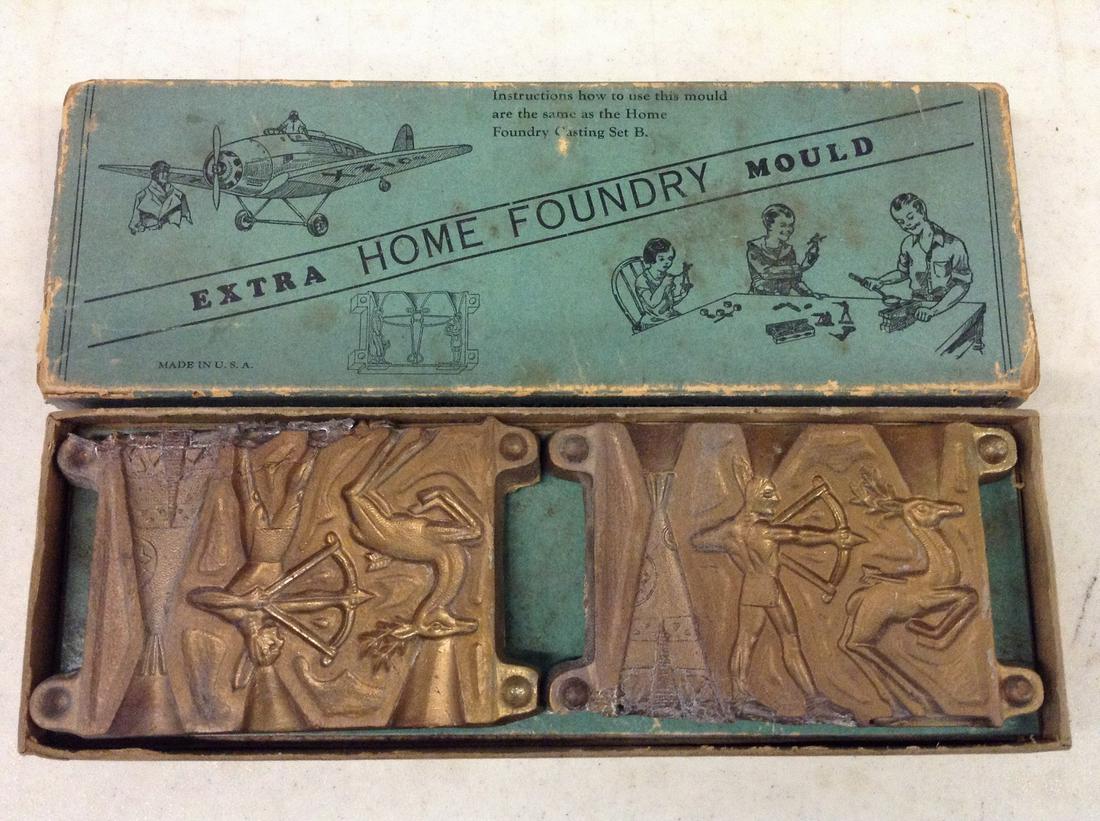 Instructions how to use this mould
are the same as the Home
Foundry Casting Set B.
EXTRA HOME FOUNDRY MOULD
MADE IN U. S. A.